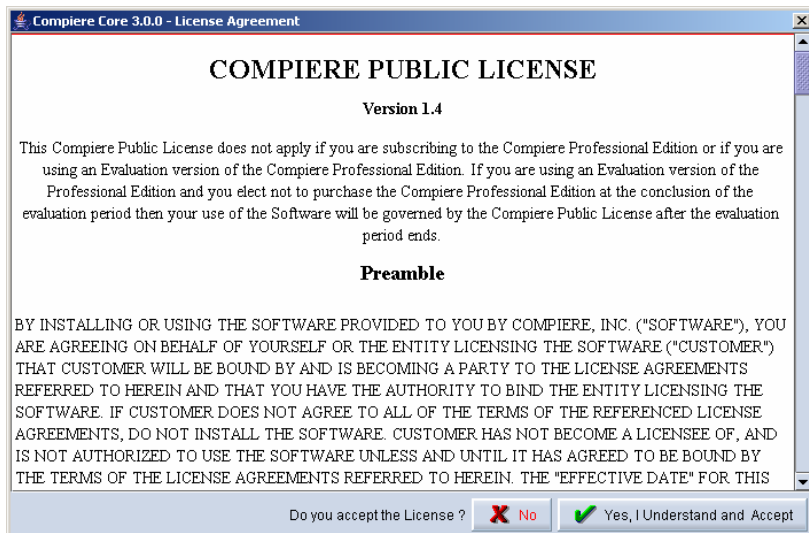 Compiere Core 3.0.0 - License Agreement
COMPIERE PUBLIC LICENSE
Version 1.4
This Compiere Public License does not apply if you are subscribing to the Compiere Professional Edition or if you are
using an Evaluation version of the Compiere Professional Edition. If you are using an Evaluation version of the
Professional Edition and you elect not to purchase the Compiere Professional Edition at the conclusion of the
evaluation period then your use of the Software will be governed by the Compiere Public License after the evaluation
period ends.
Preamble
BY INSTALLING OR USING THE SOFTWARE PROVIDED TO YOU BY COMPIERE, INC. ("SOFTWARE"), YOU
ARE AGREEING ON BEHALF OF YOURSELF OR THE ENTITY LICENSING THE SOFTWARE ("CUSTOMER")
THAT CUSTOMER WILL BE BOUND BY AND IS BECOMING A PARTY TO THE LICENSE AGREEMENTS
REFERRED TO HEREIN AND THAT YOU HAVE THE AUTHORITY TO BIND THE ENTITY LICENSING THE
SOFTWARE. IF CUSTOMER DOES NOT AGREE TO ALL OF THE TERMS OF THE REFERENCED LICENSE
AGREEMENTS, DO NOT INSTALL THE SOFTWARE. CUSTOMER HAS NOT BECOME A LICENSEE OF, AND
IS NOT AUTHORIZED TO USE THE SOFTWARE UNLESS AND UNTIL IT HAS AGREED TO BE BOUND BY
THE TERMS OF THE LICENSE AGREEMENTS REFERRED TO HEREIN. THE "EFFECTIVE DATE" FOR THIS
Do you accept the License ? No Yes, I Understand and Accept